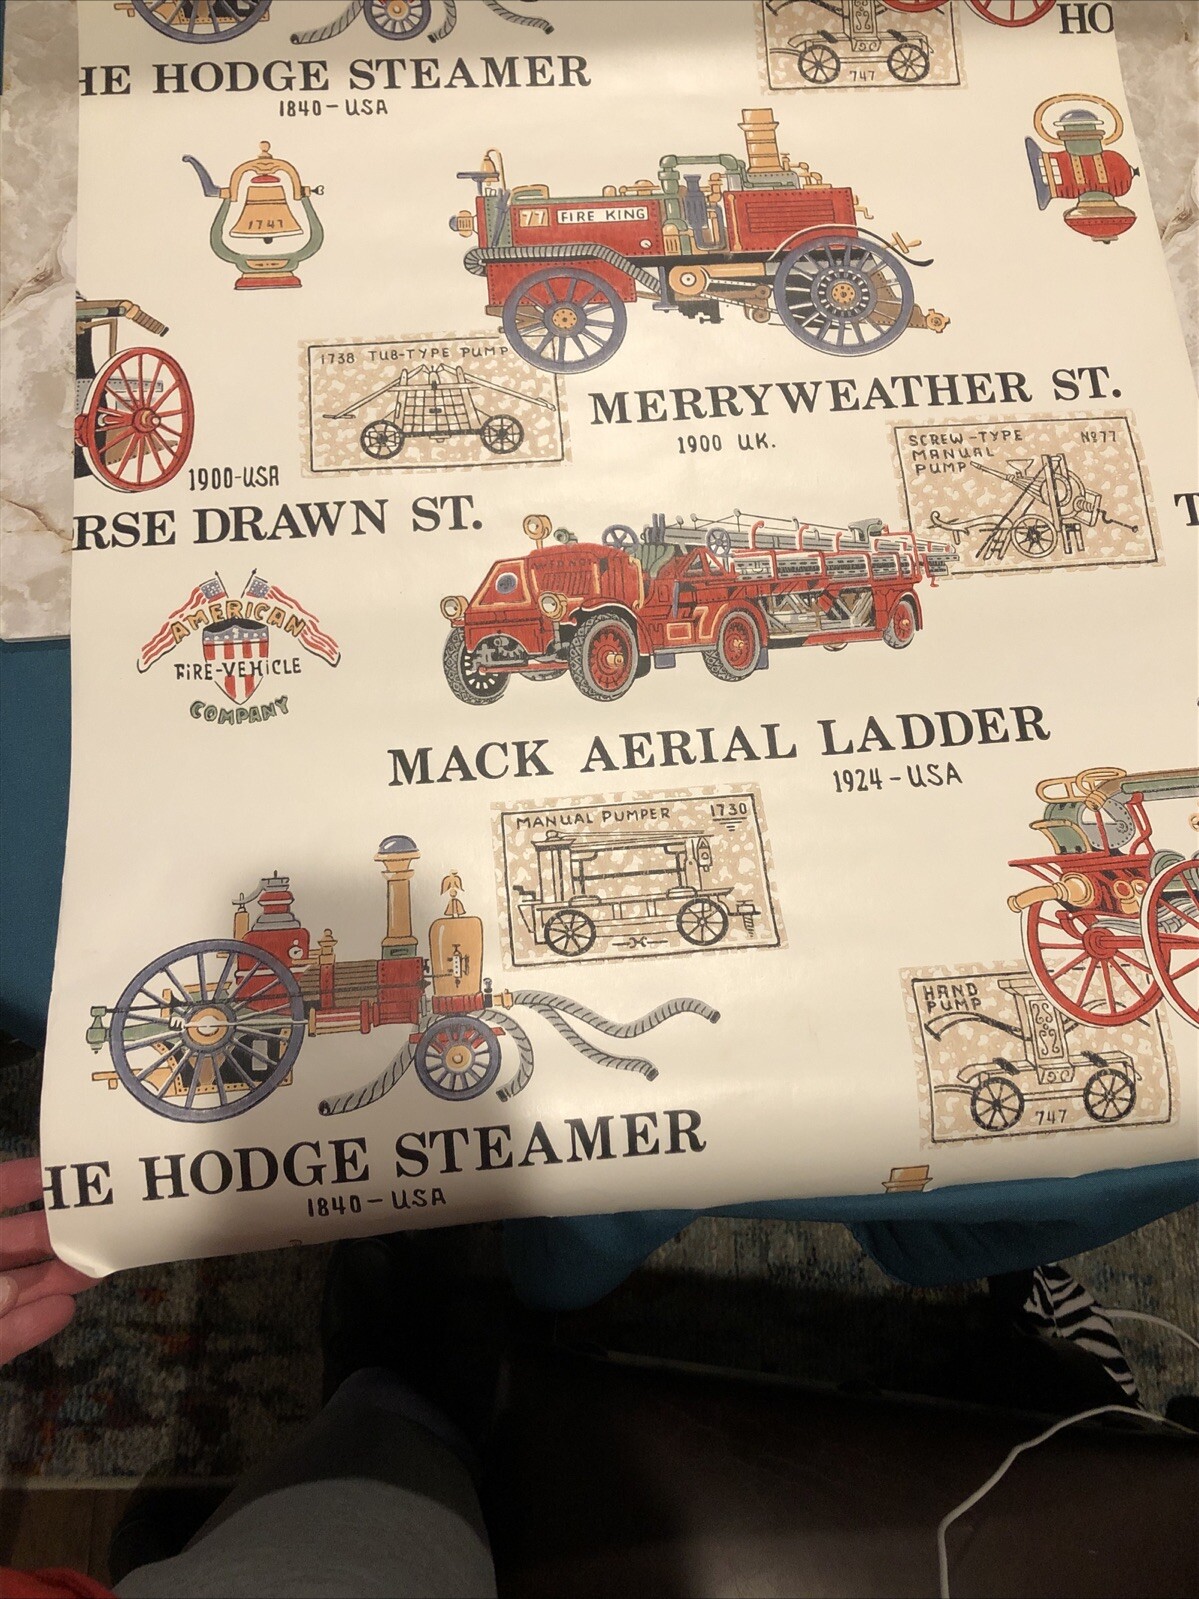 HO
HE HODGE STEAMER
1840-USA
747
1747
77 FIRE KING
1738 TUB-TYPE PUMP
MERRYWEATHER ST.
1900 U.K.
SCREW-TYPE Nº77
MANUAL
PUMP
1900-USA
RSE DRAWN ST.
T
AMERICAN
FIRE-VEHICLE
COMPANY
MACK AERIAL LADDER
1924-USA
MANUAL PUMPER 1730
HAND
PUMP
747
HE HODGE STEAMER
1840-USA